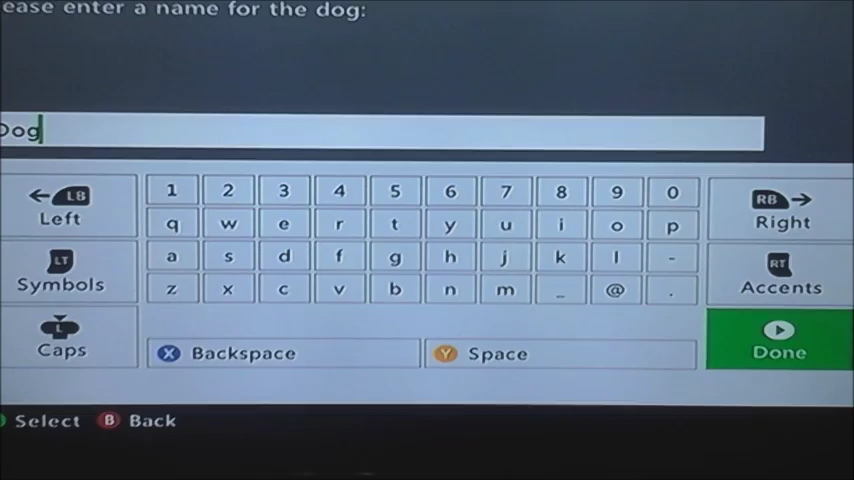 ease enter a name for the dog:
Dog
LB
Left
1 2 3 4 5 6 7 8 9 0
RB
Right
q w e r t y u i o p
LT
Symbols
a s d f g h j k l -
RT
Accents
z x c v b n m _ @ .
L
Caps
X Backspace
Y Space
Done
Select B Back